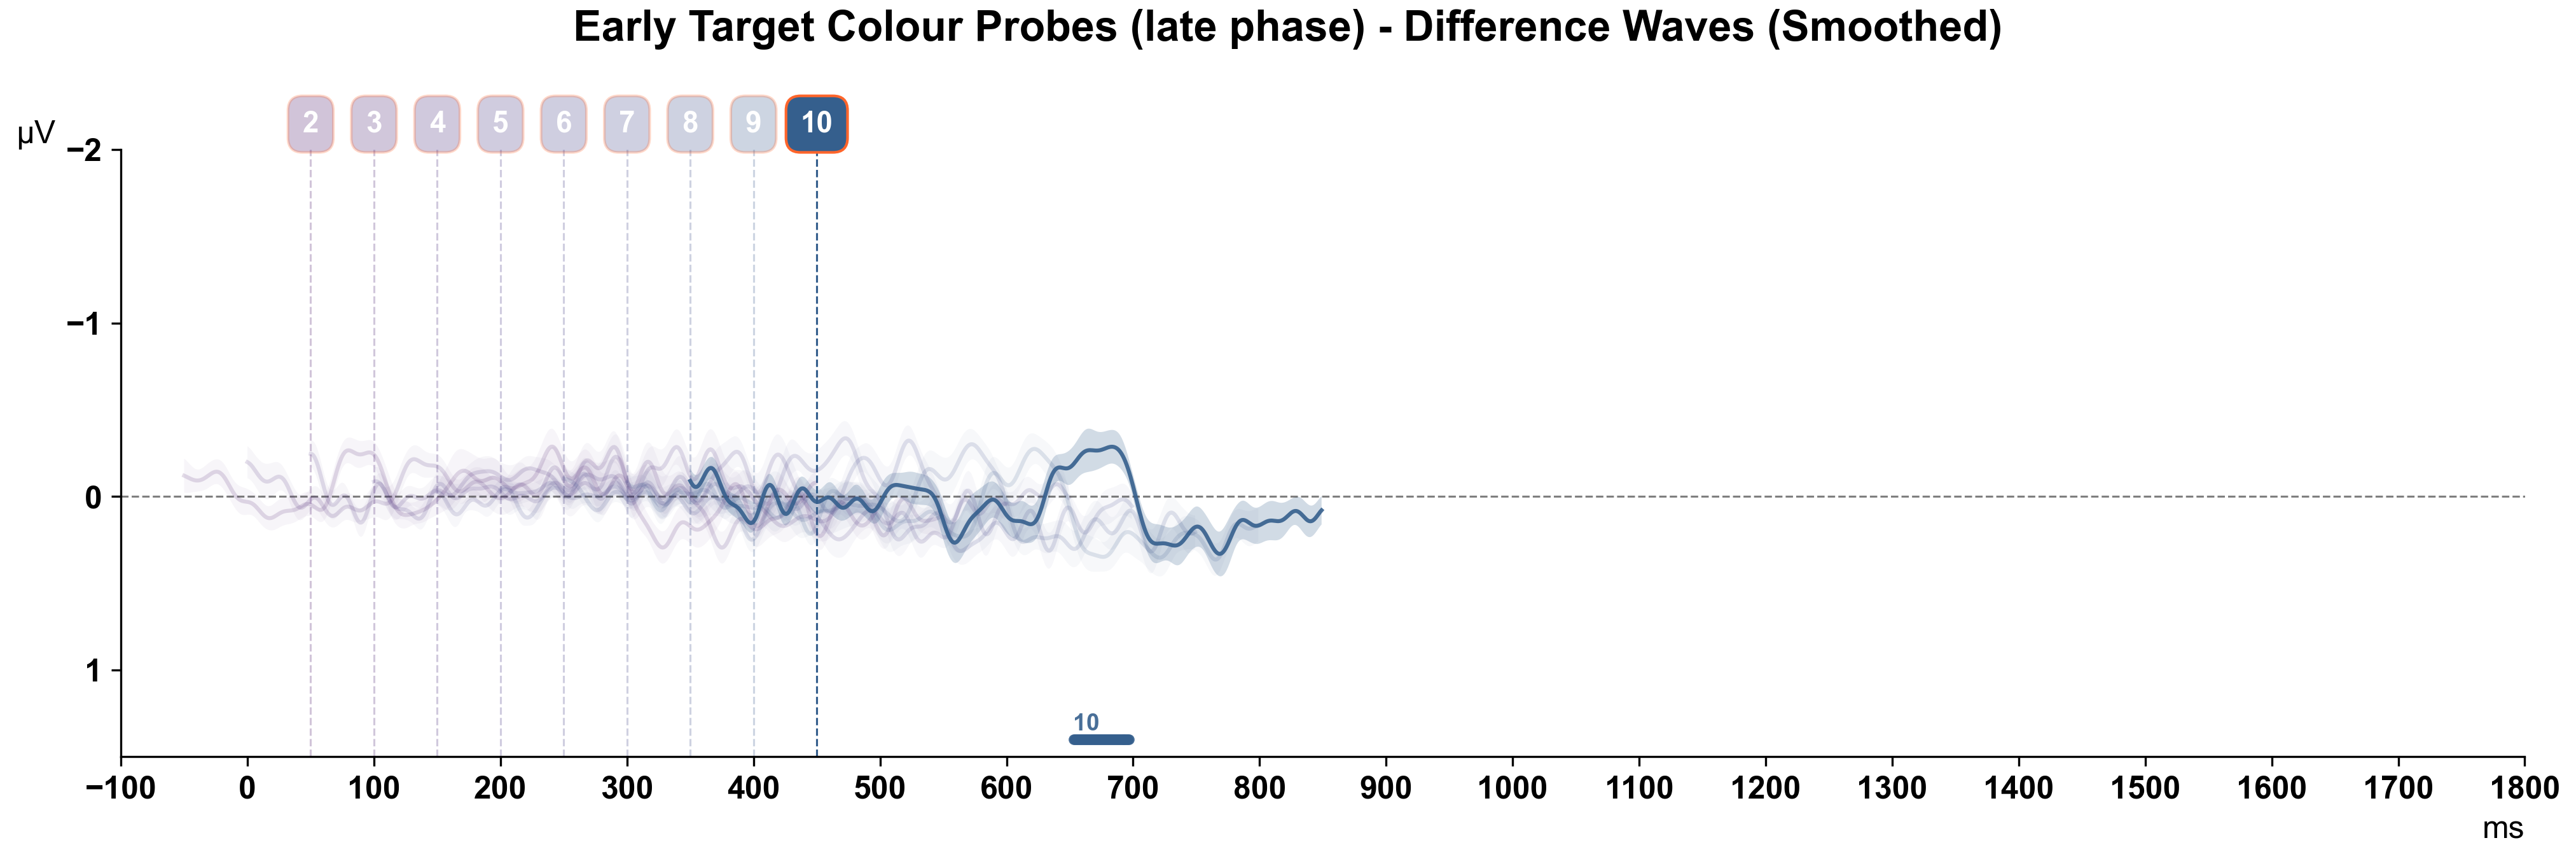 Early Target Colour Probes (late phase) - Difference Waves (Smoothed)
2 3 4 5 6 7 8 9 10
µV
−2
−1
0
1
10
−100 0 100 200 300 400 500 600 700 800 900 1000 1100 1200 1300 1400 1500 1600 1700 1800
ms